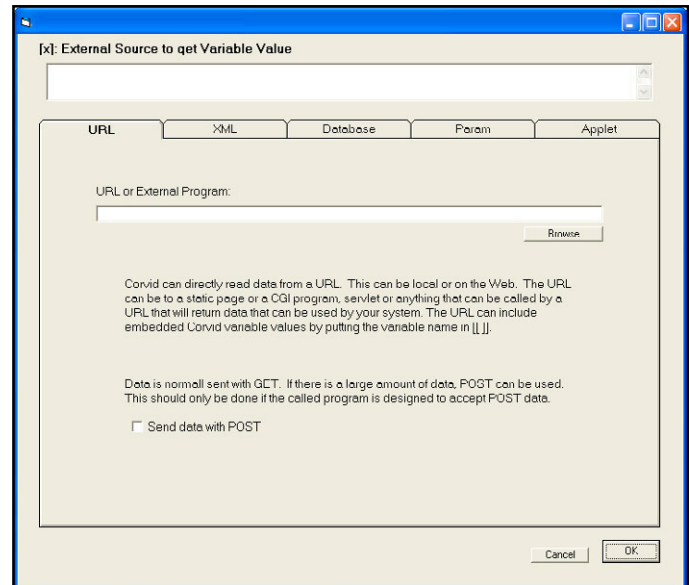 [x]: External Source to get Variable Value
URL XML Database Param Applet
URL or External Program:
Browse
Corvid can directly read data from a URL. This can be local or on the Web. The URL
can be to a static page or a CGI program, servlet or anything that can be called by a
URL that will return data that can be used by your system. The URL can include
embedded Corvid variable values by putting the variable name in [[ ]].
Data is normall sent with GET. If there is a large amount of data, POST can be used.
This should only be done if the called program is designed to accept POST data.
Send data with POST
Cancel OK